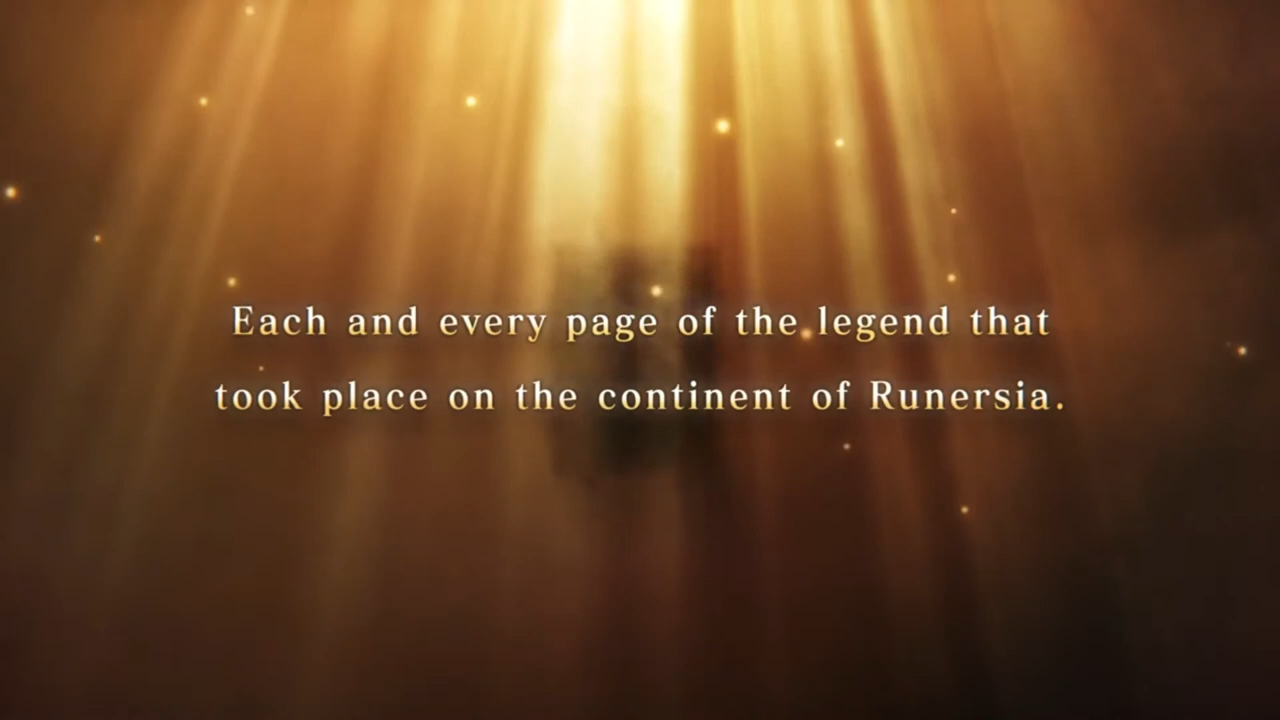 Each and every page of the legend that
took place on the continent of Runersia.